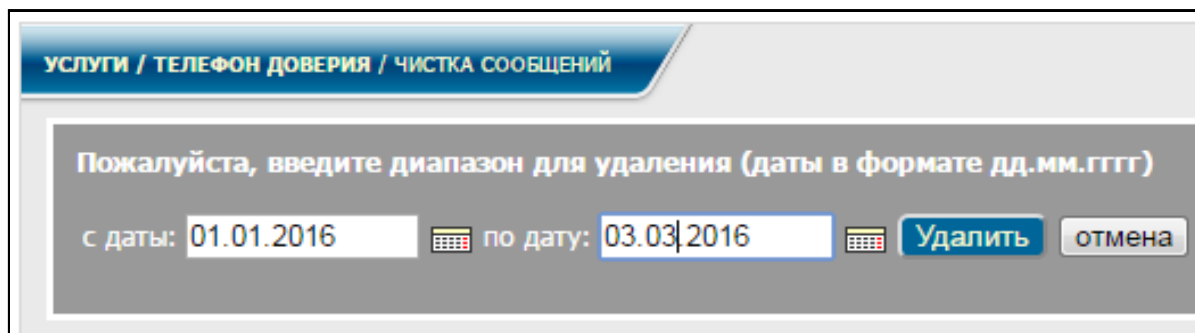 УСЛУГИ / ТЕЛЕФОН ДОВЕРИЯ / ЧИСТКА СООБЩЕНИЙ
Пожалуйста, введите диапазон для удаления (даты в формате дд.мм.гггг)
с даты: 01.01.2016 по дату: 03.03.2016 Удалить отмена